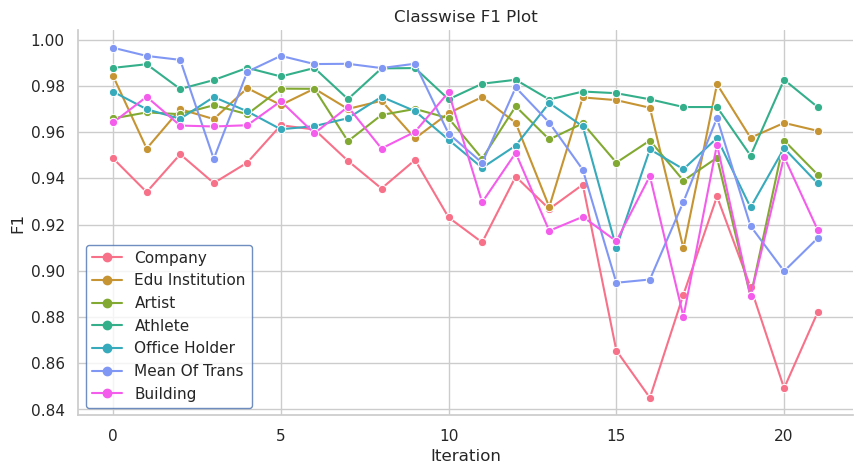 Classwise F1 Plot
1.00
0.98
0.96
0.94
0.92
0.90
0.88
0.86
0.84
F1
Company
Edu Institution
Artist
Athlete
Office Holder
Mean Of Trans
Building
0 5 10 15 20
Iteration